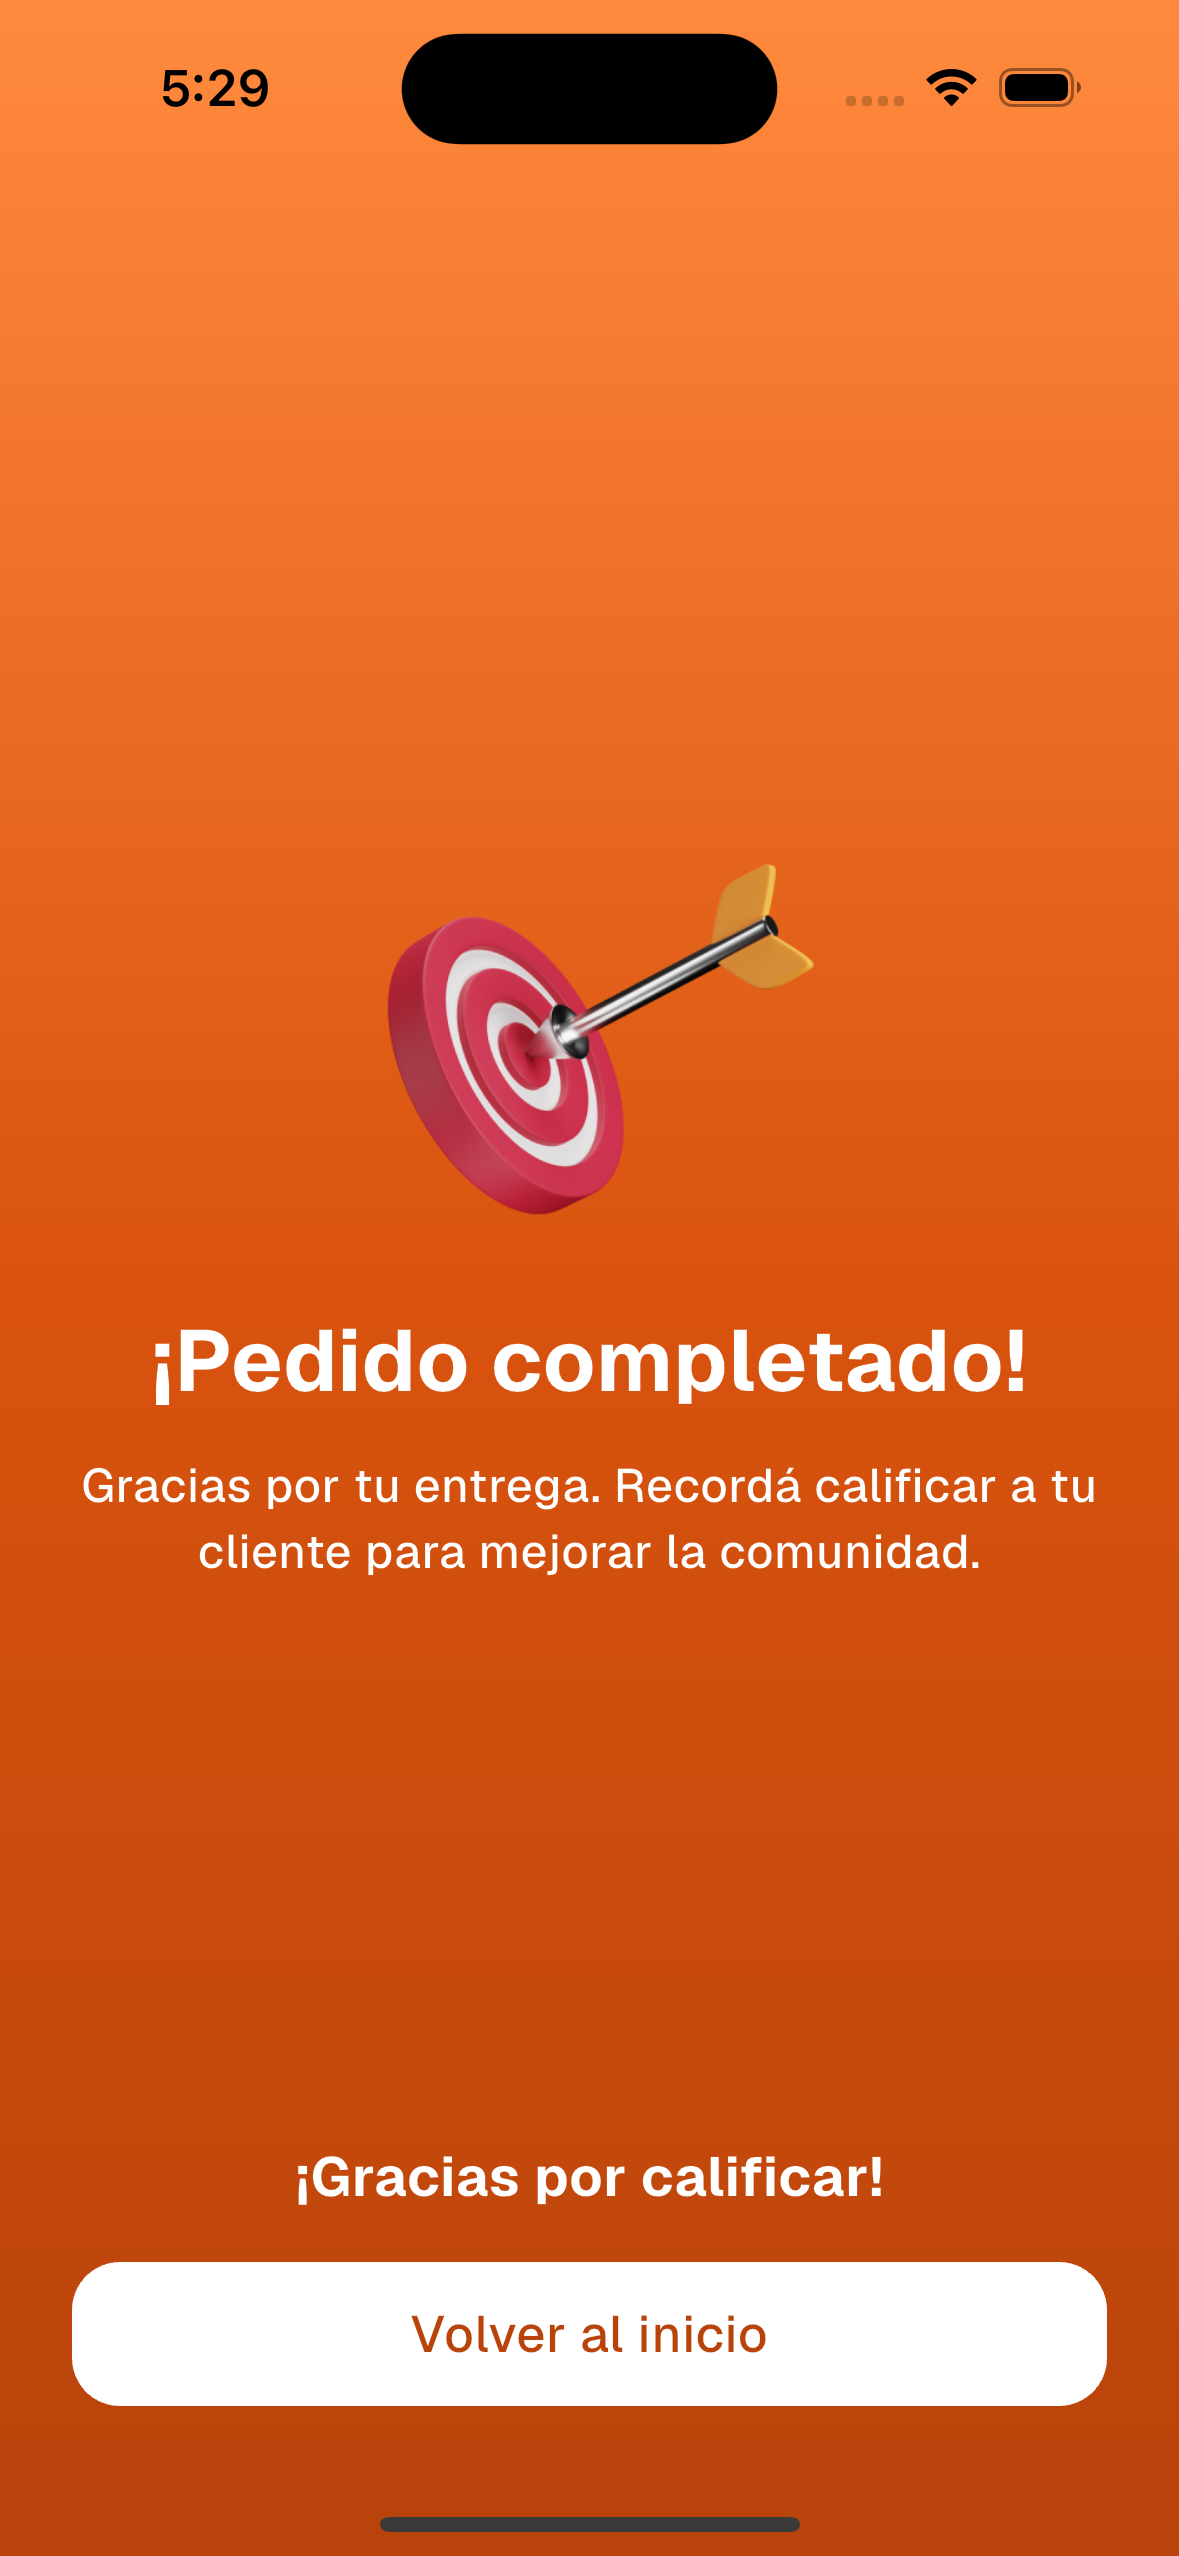 5:29
¡Pedido completado!
Gracias por tu entrega. Recordá calificar a tu
cliente para mejorar la comunidad.
¡Gracias por calificar!
Volver al inicio